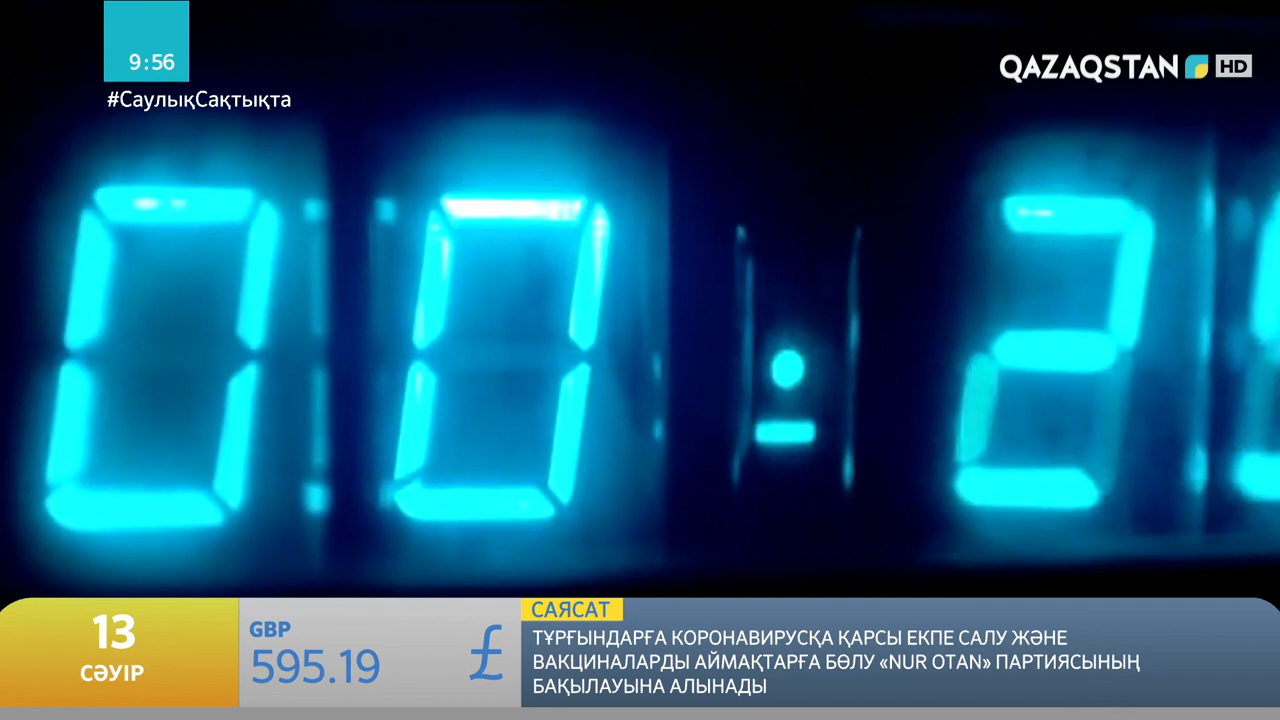 9:56
#СаулықСақтықта
QAZAQSTAN HD
00:2
13
СӘУІР
GBP
595.19
£
САЯСАТ
ТҰРҒЫНДАРҒА КОРОНАВИРУСҚА ҚАРСЫ ЕКПЕ САЛУ ЖӘНЕ
ВАКЦИНАЛАРДЫ АЙМАҚТАРҒА БӨЛУ «NUR OTAN» ПАРТИЯСЫНЫҢ
БАҚЫЛАУЫНА АЛЫНАДЫ